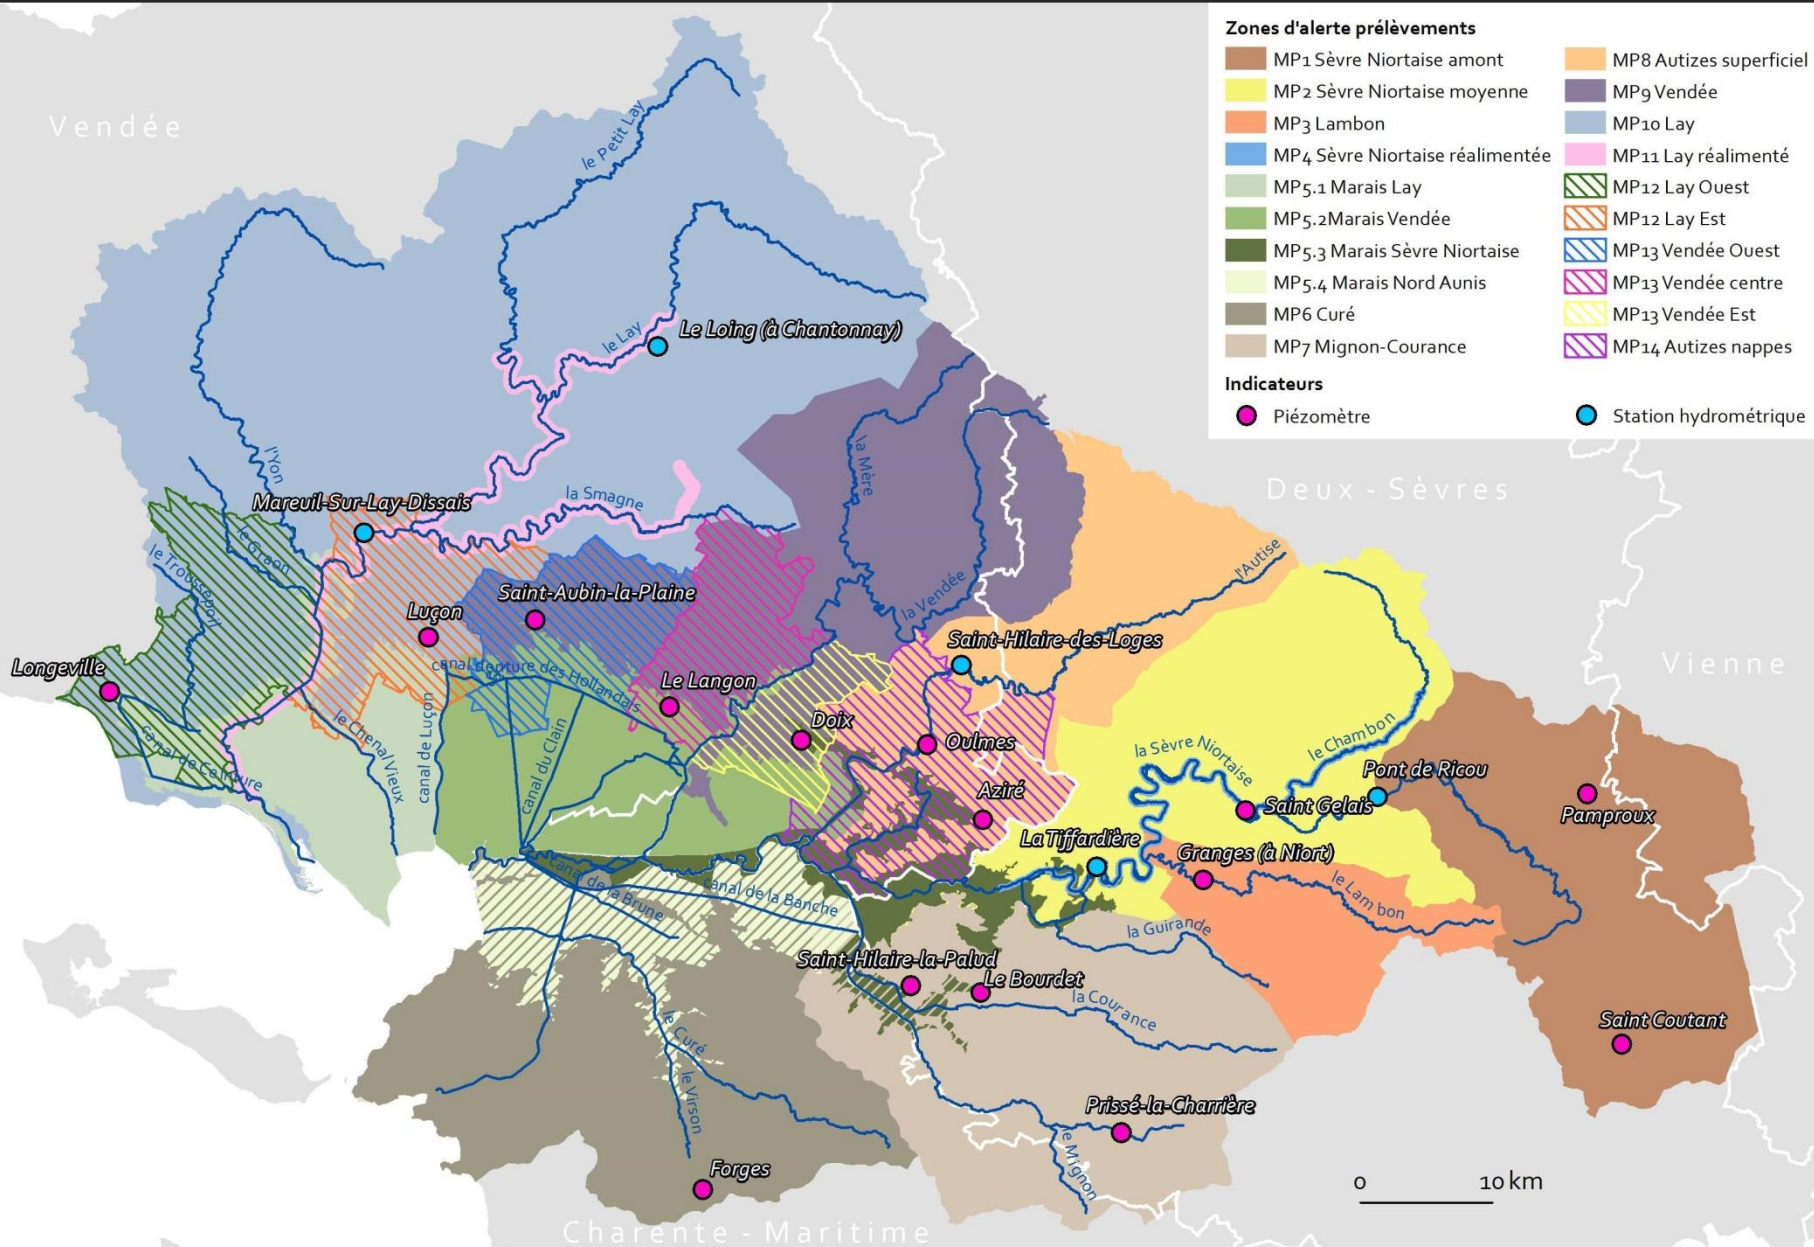 Zones d'alerte prélèvements
MP1 Sèvre Niortaise amont
MP2 Sèvre Niortaise moyenne
MP3 Lambon
MP4 Sèvre Niortaise réalimentée
MP5.1 Marais Lay
MP5.2Marais Vendée
MP5.3 Marais Sèvre Niortaise
MP5.4 Marais Nord Aunis
MP6 Curé
MP7 Mignon-Courance
MP8 Autizes superficiel
MP9 Vendée
MP10 Lay
MP11 Lay réalimenté
MP12 Lay Ouest
MP12 Lay Est
MP13 Vendée Ouest
MP13 Vendée centre
MP13 Vendée Est
MP14 Autizes nappes
Indicateurs
Piézomètre
Station hydrométrique
Vendée
le Petit Lay
le Lay
Le Loing (à Chantonnay)
l'Yon
la Mère
Deux - Sèvres
Mareuil-Sur-Lay-Dissais
la Smagne
le Graon
le Troussepoil
Saint-Aubin-la-Plaine
Luçon
la Vendée
l'Autise
Saint-Hilaire-des-Loges
Vienne
Longeville
canal de
ture des Hollandais
Le Langon
Doix
Oulmes
le Chenal Vieux
canal de Luçon
canal du Clain
canal de Ceinture
la Sèvre Niortaise
le Chambon
Pont de Ricou
Saint Gelais
Pamproux
Aziré
La Tiffardière
Granges (à Niort)
le Lambon
canal de la Brune
canal de la Banche
la Guirande
Saint-Hilaire-la-Palud
Le Bourdet
la Courance
le Curé
le Virson
Saint Coutant
Prissé-la-Charrière
le Mignon
Forges
0 10 km
Charente - Maritime